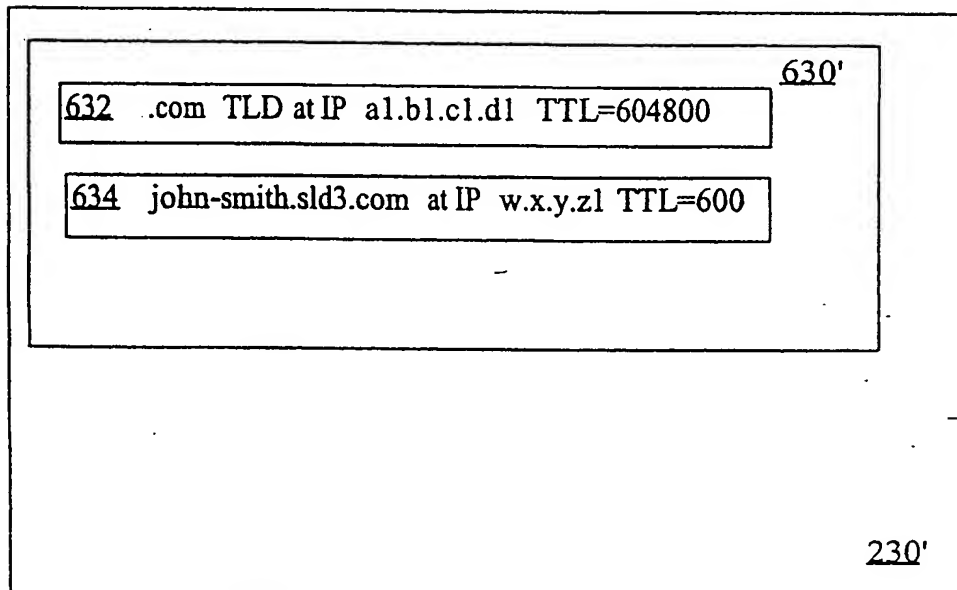 630'
632 .com TLD at IP a1.b1.c1.d1 TTL=604800
634 john-smith.sld3.com at IP w.x.y.z1 TTL=600
230'